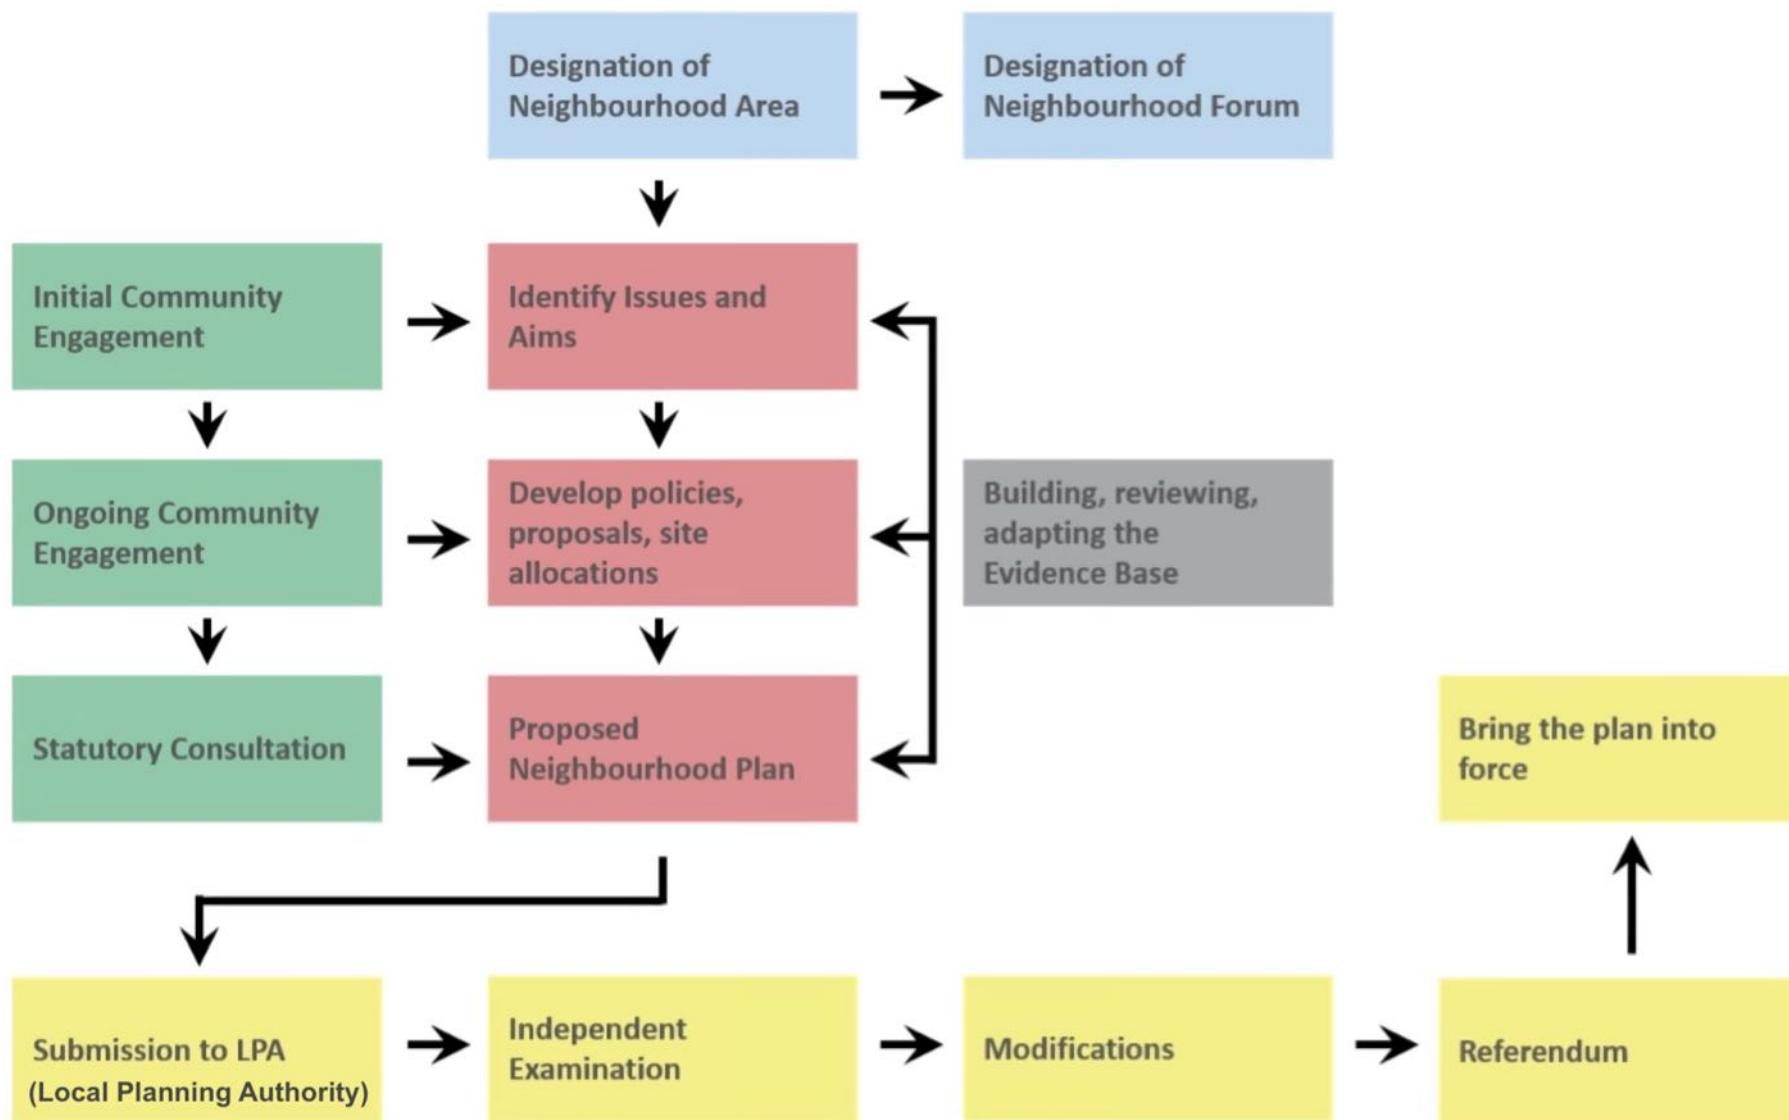 Designation of
Neighbourhood Area
Designation of
Neighbourhood Forum
Initial Community
Engagement
Identify Issues and
Aims
Ongoing Community
Engagement
Develop policies,
proposals, site
allocations
Building, reviewing,
adapting the
Evidence Base
Statutory Consultation
Proposed
Neighbourhood Plan
Bring the plan into
force
Submission to LPA
(Local Planning Authority)
Independent
Examination
Modifications
Referendum